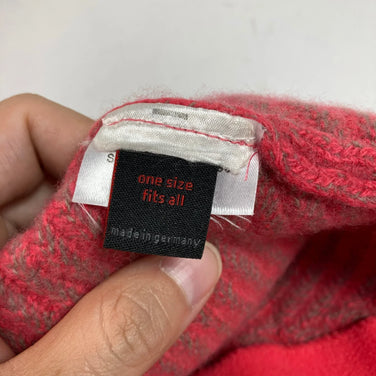 one size
fits all
made in germany